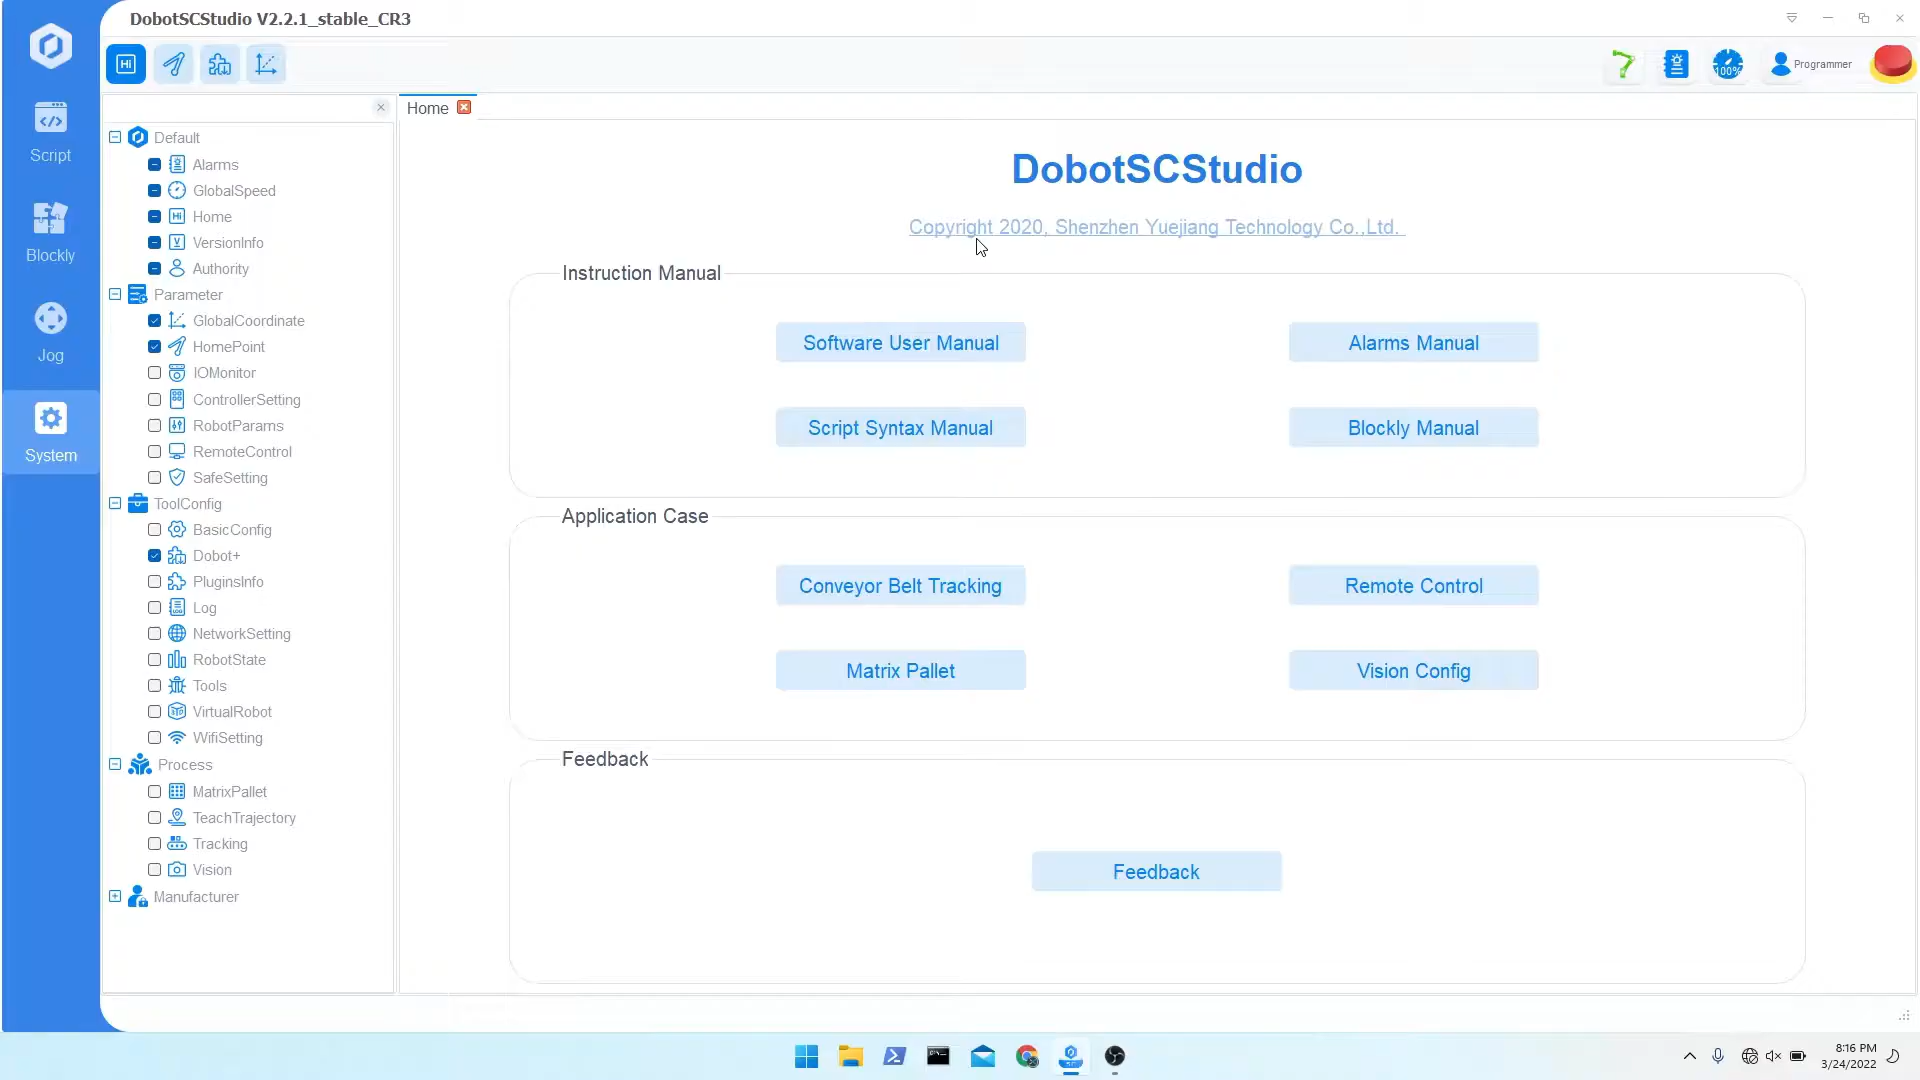 DobotSCStudio V2.2.1_stable_CR3
Hi
100%
Programmer
Home
Script
Blockly
Jog
System
Default
Alarms
GlobalSpeed
Home
VersionInfo
Authority
Parameter
GlobalCoordinate
HomePoint
IOMonitor
ControllerSetting
RobotParams
RemoteControl
SafeSetting
ToolConfig
BasicConfig
Dobot+
PluginsInfo
Log
NetworkSetting
RobotState
Tools
VirtualRobot
WifiSetting
Process
MatrixPallet
TeachTrajectory
Tracking
Vision
Manufacturer
DobotSCStudio
Copyright 2020, Shenzhen Yuejiang Technology Co.,Ltd.
Instruction Manual
Software User Manual
Alarms Manual
Script Syntax Manual
Blockly Manual
Application Case
Conveyor Belt Tracking
Remote Control
Matrix Pallet
Vision Config
Feedback
Feedback
8:16 PM
3/24/2022